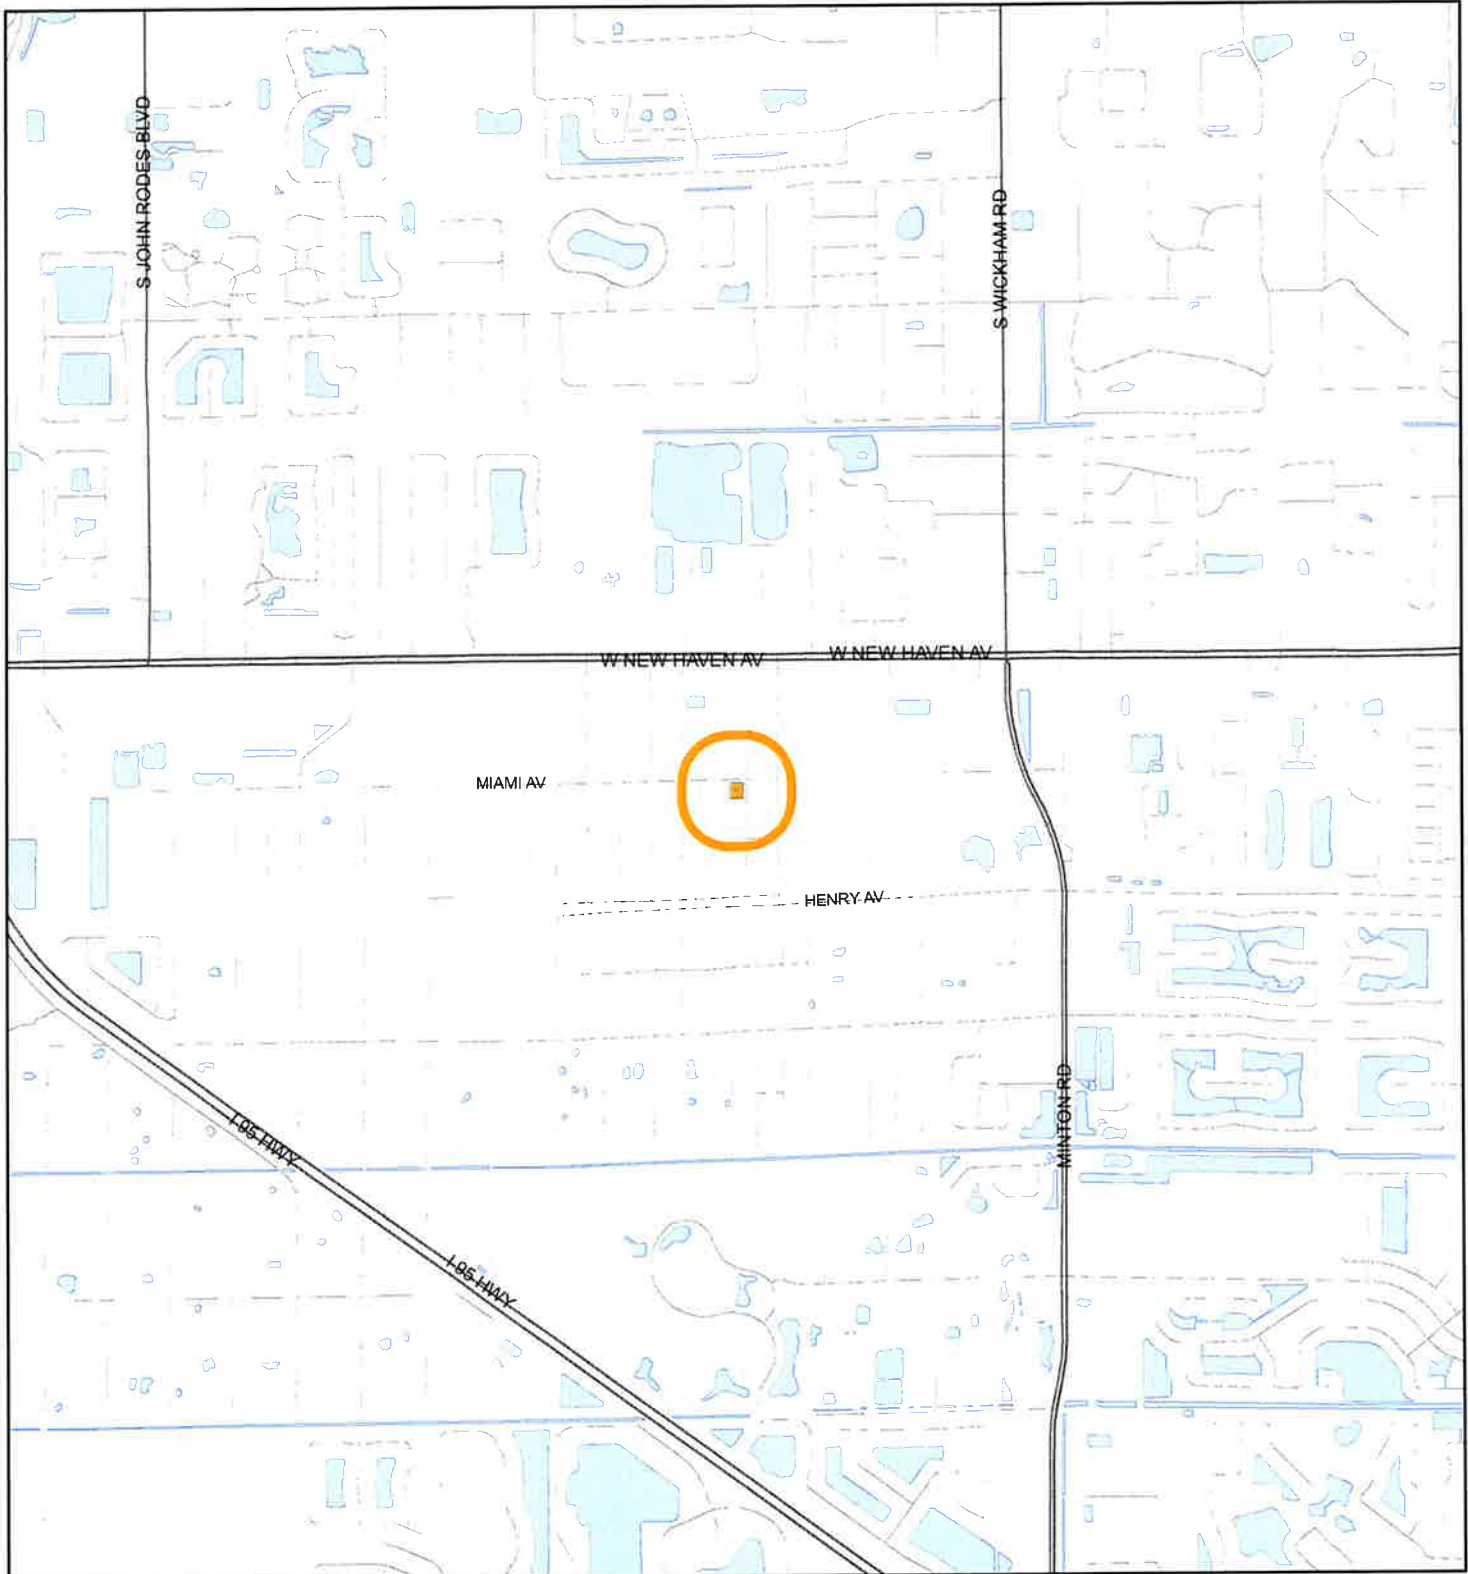 S JOHN RODES BLVD
S WICKHAM RD
W NEW HAVEN AV
W NEW HAVEN AV
MIAMI AV
HENRY AV
MINTON RD
I-95 HWY
I-95 HWY